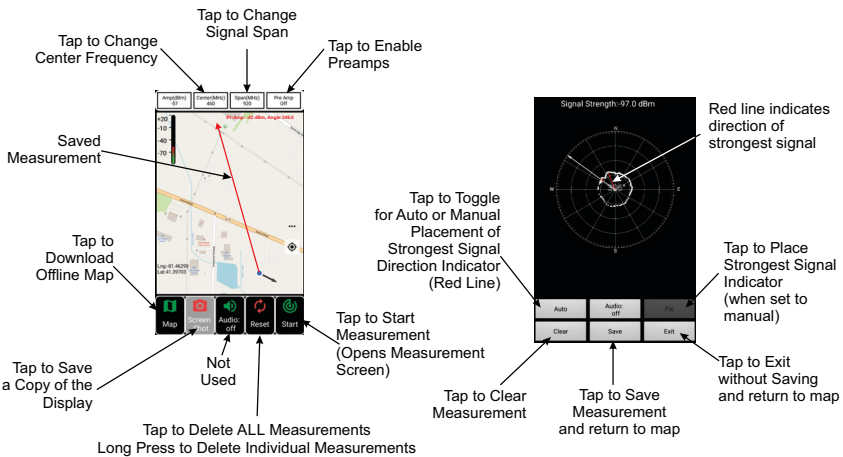 Tap to Change
Signal Span
Tap to Change
Center Frequency
Tap to Enable
Preamps
Amp(dBm)
-57
Center(MHz)
460
Span(MHz)
920
Pre Amp
Off
+20
-10
-40
-70
Saved
Measurement
Tap to
Download
Offline Map
Lng:-81.46299
Lat:41.39703
Map
Screen
Shot
Audio:
off
Reset
Start
Tap to Start
Measurement
(Opens Measurement
Screen)
Not
Used
Tap to Save
a Copy of the
Display
Tap to Delete ALL Measurements
Long Press to Delete Individual Measurements
Signal Strength:-97.0 dBm
N
W
E
S
Red line indicates
direction of
strongest signal
Tap to Toggle
for Auto or Manual
Placement of
Strongest Signal
Direction Indicator
(Red Line)
Tap to Place
Strongest Signal
Indicator
(when set to
manual)
Auto
Audio:
off
Clear
Save
Exit
Tap to Clear
Measurement
Tap to Save
Measurement
and return to map
Tap to Exit
without Saving
and return to map